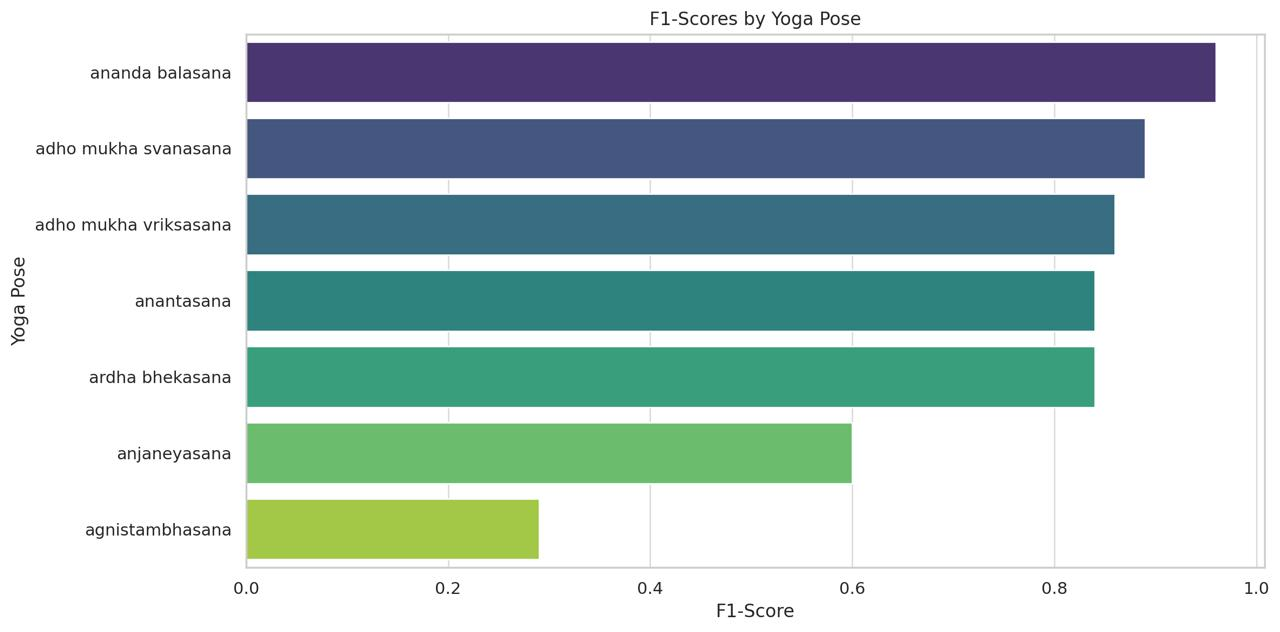 F1-Scores by Yoga Pose
Yoga Pose
ananda balasana
adho mukha svanasana
adho mukha vriksasana
anantasana
ardha bhekasana
anjaneyasana
agnistambhasana
0.0 0.2 0.4 0.6 0.8 1.0
F1-Score